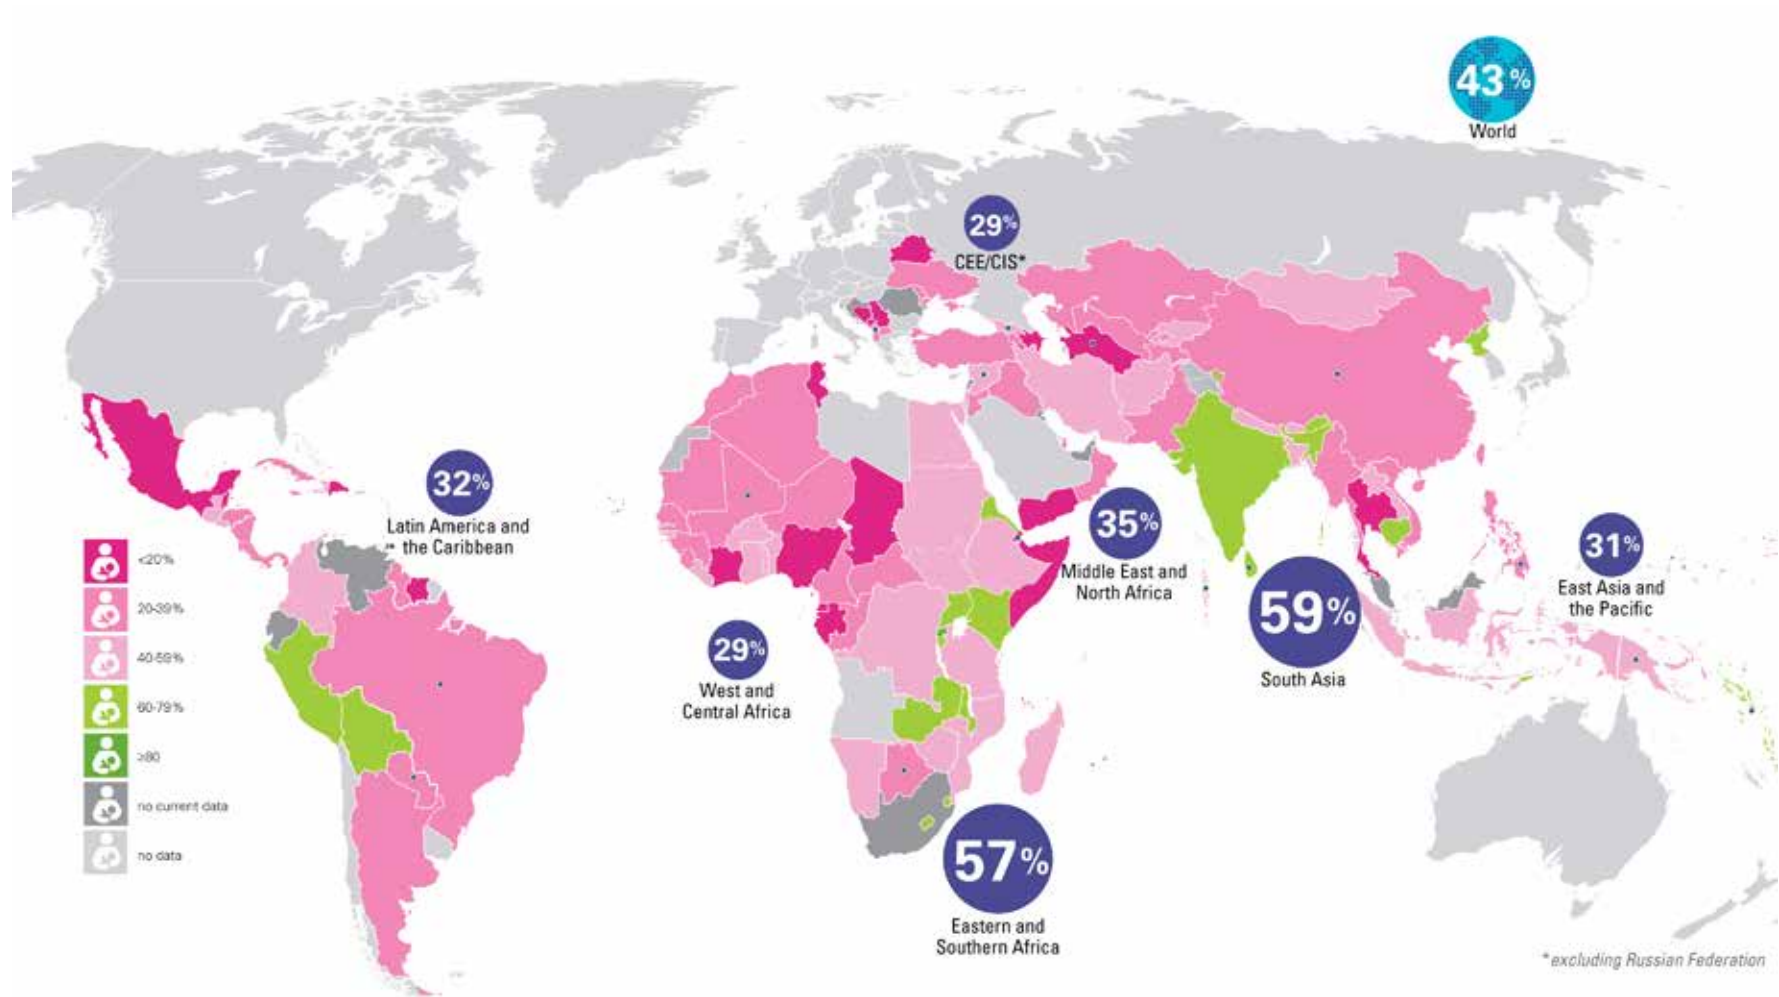 43%
World
29%
CEE/CIS*
32%
Latin America and
the Caribbean
<20%
20-39%
40-59%
60-79%
≥80
no current data
no data
35%
Middle East and
North Africa
59%
South Asia
31%
East Asia and
the Pacific
29%
West and
Central Africa
57%
Eastern and
Southern Africa
*excluding Russian Federation